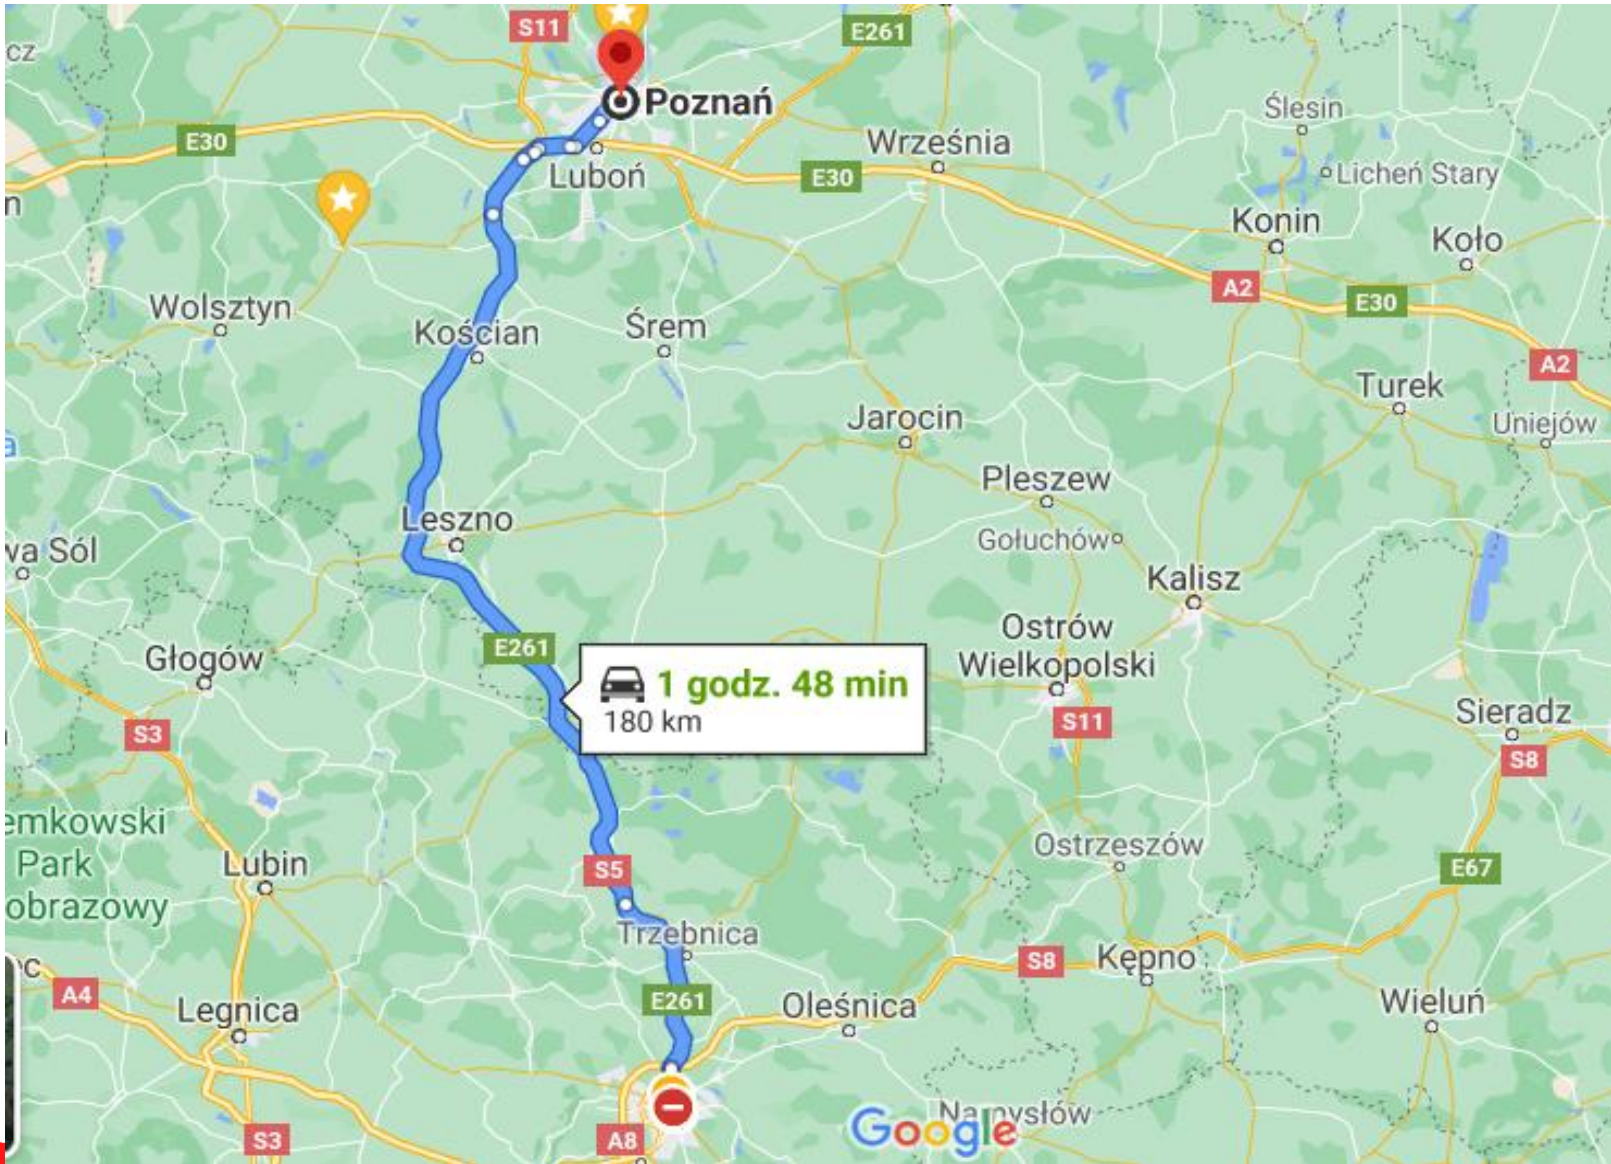 S11
E261
cz
Poznań
Ślesin
E30
Września
Luboń
E30
Licheń Stary
n
Konin
Koło
A2
E30
Wolsztyn
Kościan
Śrem
A2
Turek
Jarocin
Uniejów
a
Pleszew
Leszno
Gołuchów
wa Sól
Kalisz
Ostrów
Wielkopolski
E261
Głogów
1 godz. 48 min
180 km
S11
S3
Sieradz
S8
emkowski
Park
obrazowy
Lubin
S5
Ostrzeszów
E67
Trzebnica
S8
Kępno
ec
A4
Legnica
E261
Oleśnica
Wieluń
Namysłów
Google
S3
A8